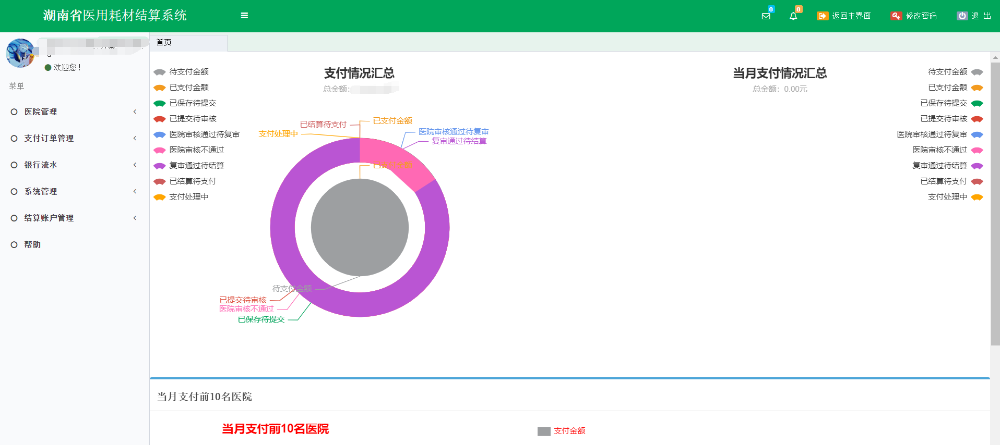 湖南省医用耗材结算系统
0
0
返回主界面
修改密码
退 出
欢迎您！
菜单
医院管理
支付订单管理
银行流水
系统管理
结算账户管理
帮助
首页
待支付金额
已支付金额
已保存待提交
已提交待审核
医院审核通过待复审
医院审核不通过
复审通过待结算
已结算待支付
支付处理中
支付情况汇总
总金额：
已支付金额
已结算待支付
支付处理中
医院审核通过待复审
复审通过待结算
已支付金额
待支付金额
已提交待审核
医院审核不通过
已保存待提交
当月支付情况汇总
总金额：0.00元
待支付金额
已支付金额
已保存待提交
已提交待审核
医院审核通过待复审
医院审核不通过
复审通过待结算
已结算待支付
支付处理中
当月支付前10名医院
当月支付前10名医院
支付金额